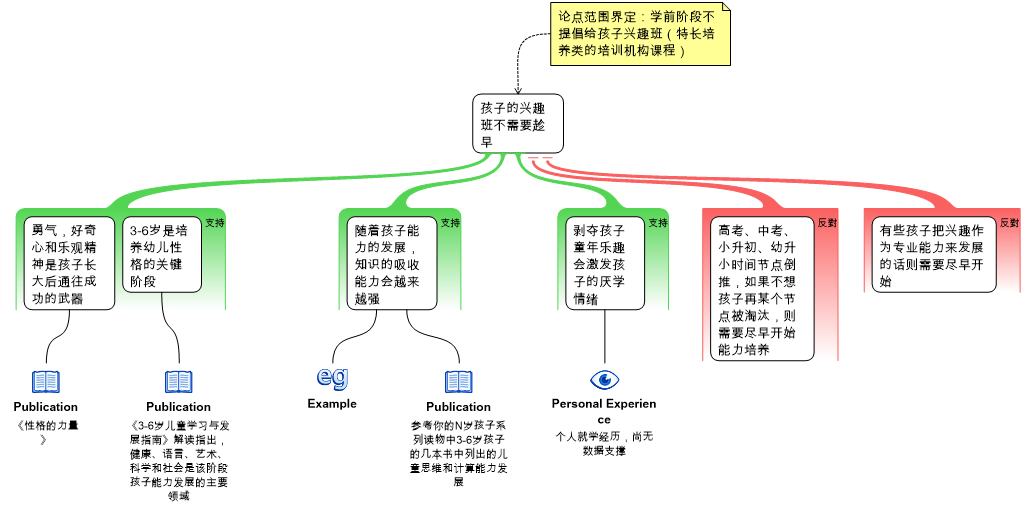 论点范围界定：学前阶段不
提倡给孩子兴趣班（特长培
养类的培训机构课程）
孩子的兴趣
班不需要趁
早
支持
勇气，好奇
心和乐观精
神是孩子长
大后通往成
功的武器
3-6岁是培
养幼儿性
格的关键
阶段
支持
随着孩子能
力的发展，
知识的吸收
能力会越来
越强
支持
剥夺孩子
童年乐趣
会激发孩
子的厌学
情绪
反對
高考、中考、
小升初、幼升
小时间节点倒
推，如果不想
孩子再某个节
点被淘汰，则
需要尽早开始
能力培养
反對
有些孩子把兴趣作
为专业能力来发展
的话则需要尽早开
始
Publication
《性格的力量
》
Publication
《3-6岁儿童学习与发
展指南》解读指出，
健康、语言、艺术、
科学和社会是该阶段
孩子能力发展的主要
领域
eg
Example
Publication
参考你的N岁孩子系
列读物中3-6岁孩子
的几本书中列出的儿
童思维和计算能力发
展
Personal Experien
ce
个人就学经历，尚无
数据支撑